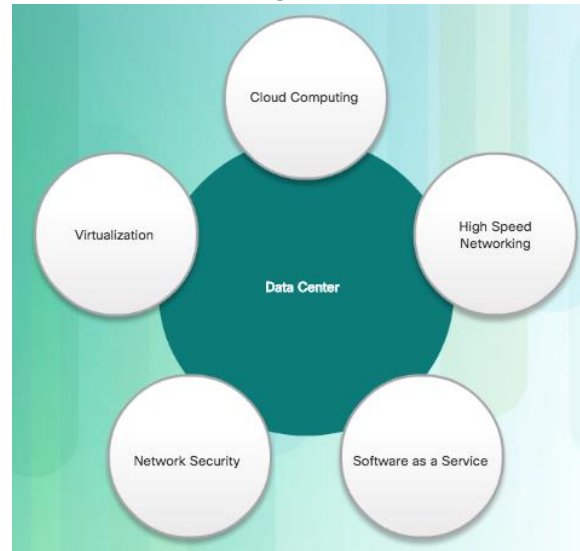 Cloud Computing
Virtualization
High Speed
Networking
Data Center
Network Security
Software as a Service